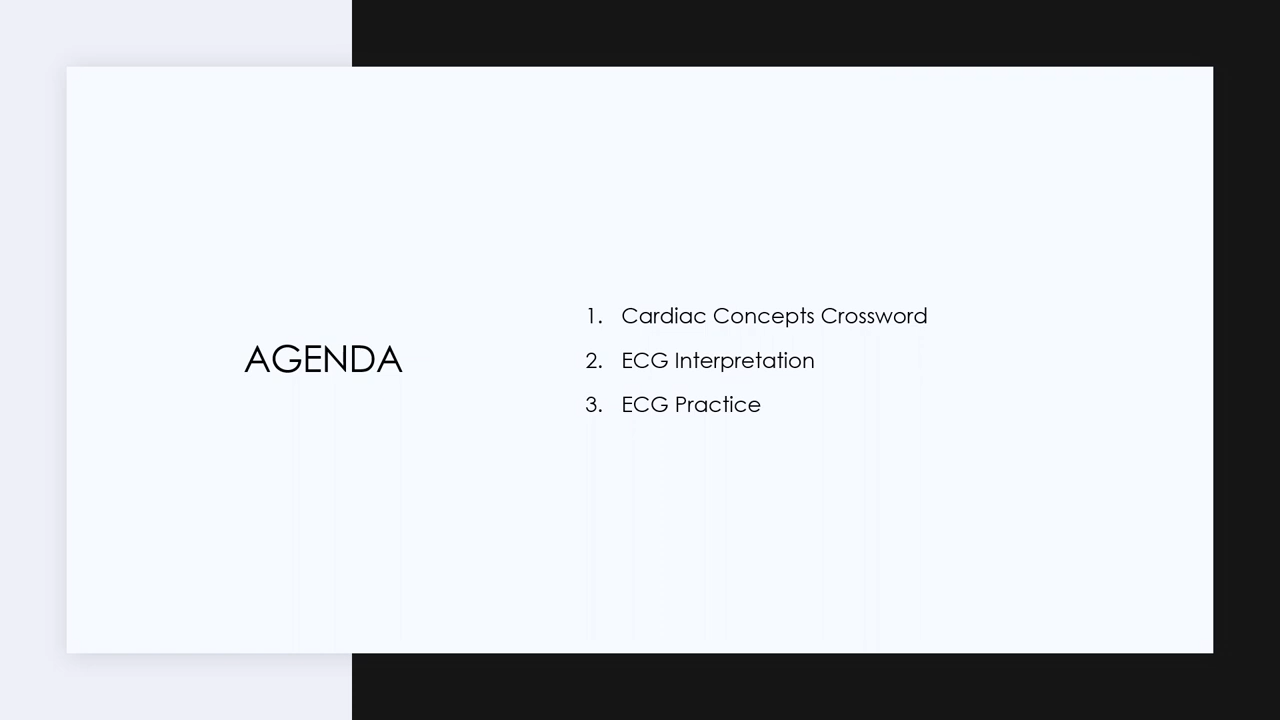 AGENDA
1. Cardiac Concepts Crossword
2. ECG Interpretation
3. ECG Practice